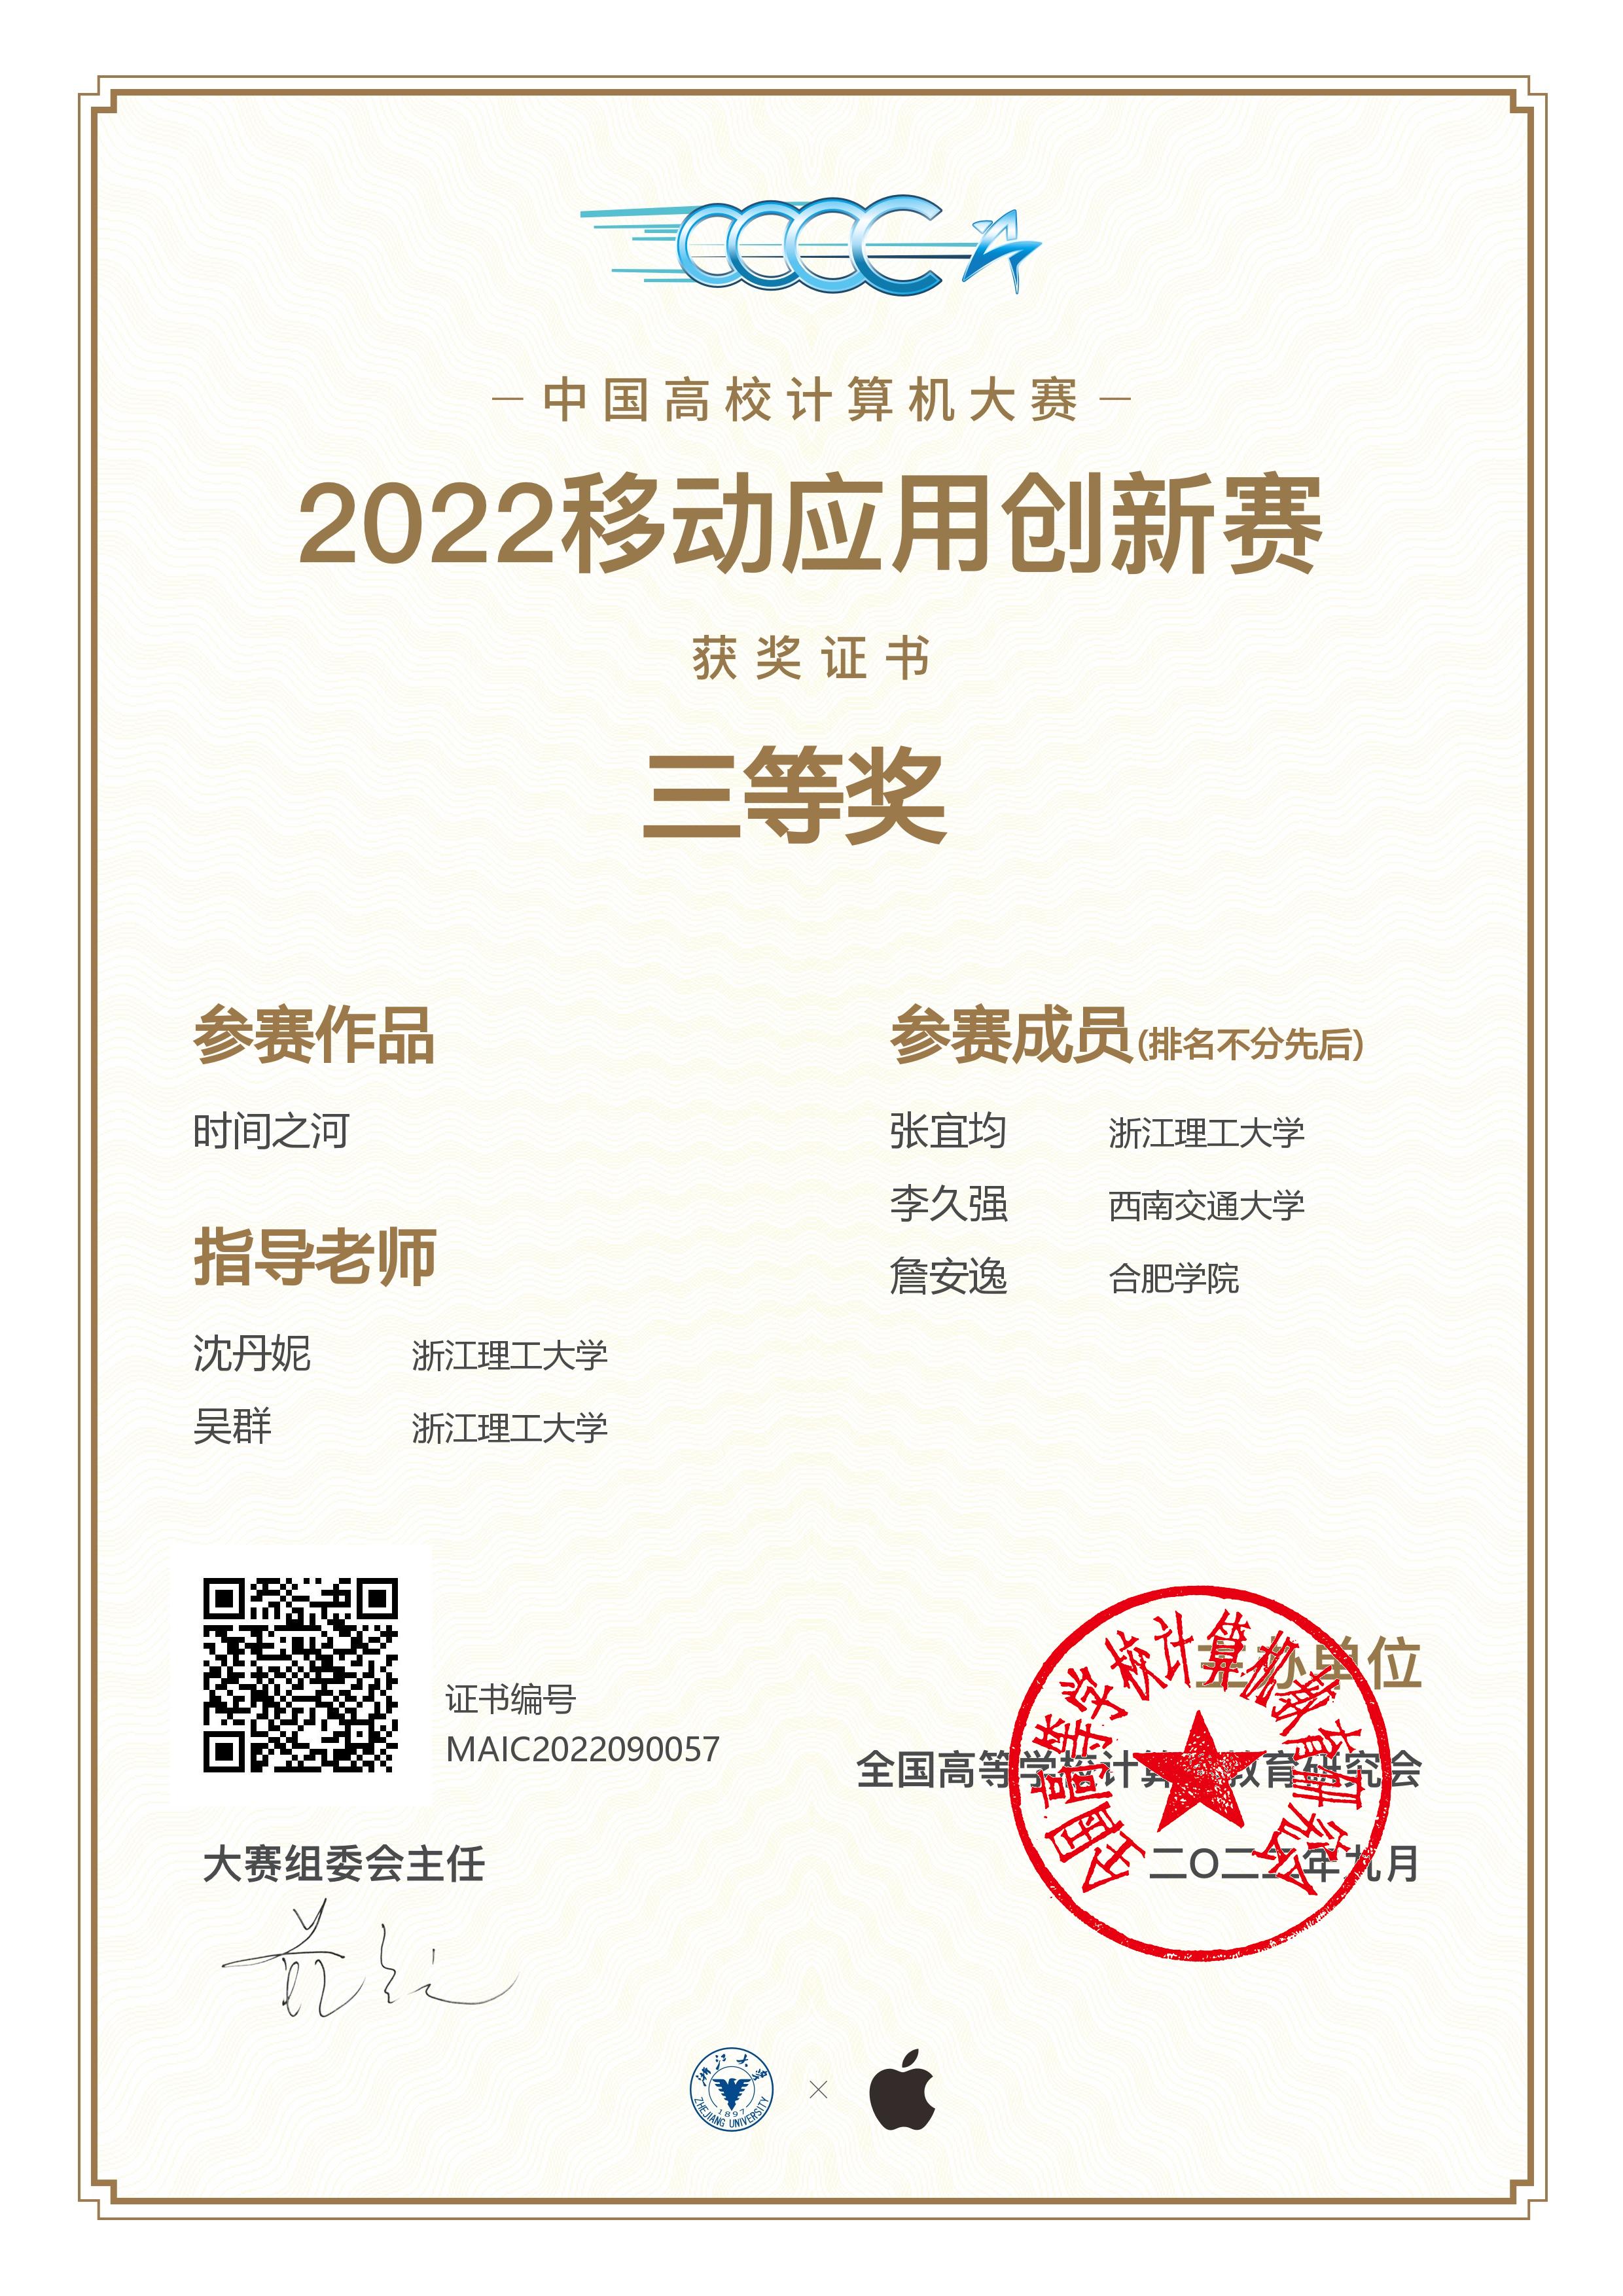 CCCC
中国高校计算机大赛
2022移动应用创新赛
获奖证书
三等奖
参赛作品
时间之河
指导老师
沈丹妮 浙江理工大学
吴群 浙江理工大学
参赛成员(排名不分先后)
张宜均 浙江理工大学
李久强 西南交通大学
詹安逸 合肥学院
证书编号
MAIC2022090057
大赛组委会主任
主办单位
全国高等学校计算机教育研究会
二〇二二年九月
全国高等学校计算机教育研究会
浙江大学
1897
ZHEJIANG UNIVERSITY